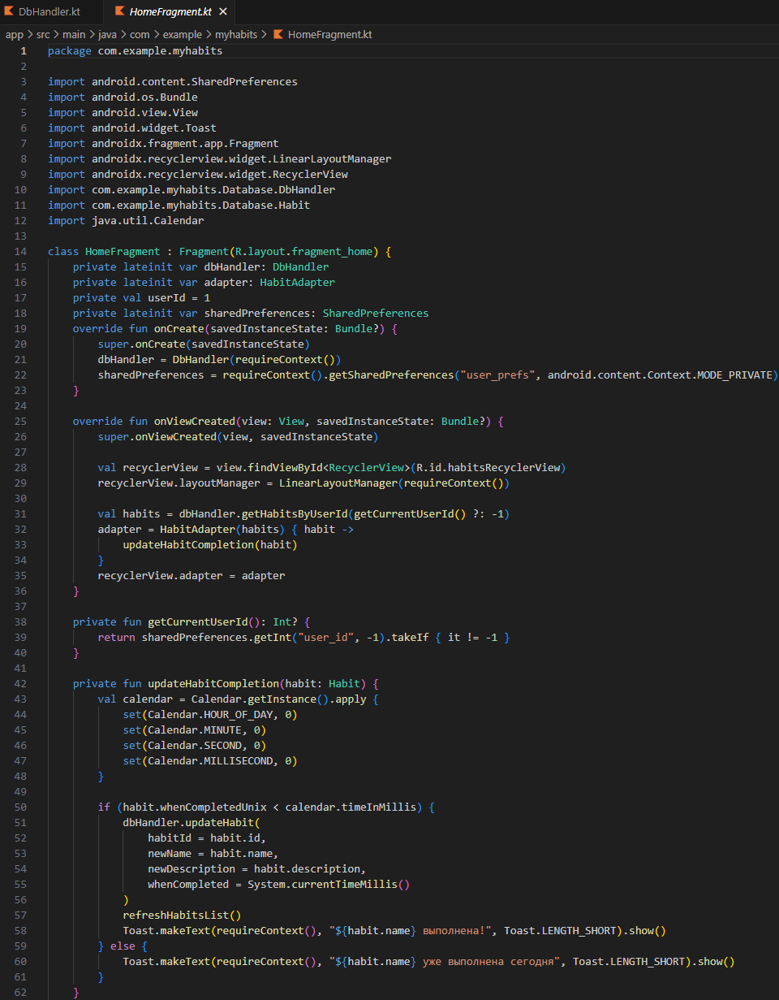 DbHandler.kt HomeFragment.kt
app > src > main > java > com > example > myhabits > HomeFragment.kt
1 package com.example.myhabits
2
3 import android.content.SharedPreferences
4 import android.os.Bundle
5 import android.view.View
6 import android.widget.Toast
7 import androidx.fragment.app.Fragment
8 import androidx.recyclerview.widget.LinearLayoutManager
9 import androidx.recyclerview.widget.RecyclerView
10 import com.example.myhabits.Database.DbHandler
11 import com.example.myhabits.Database.Habit
12 import java.util.Calendar
13
14 class HomeFragment : Fragment(R.layout.fragment_home) {
15     private lateinit var dbHandler: DbHandler
16     private lateinit var adapter: HabitAdapter
17     private val userId = 1
18     private lateinit var sharedPreferences: SharedPreferences
19     override fun onCreate(savedInstanceState: Bundle?) {
20         super.onCreate(savedInstanceState)
21         dbHandler = DbHandler(requireContext())
22         sharedPreferences = requireContext().getSharedPreferences("user_prefs", android.content.Context.MODE_PRIVATE)
23     }
24
25     override fun onViewCreated(view: View, savedInstanceState: Bundle?) {
26         super.onViewCreated(view, savedInstanceState)
27
28         val recyclerView = view.findViewById<RecyclerView>(R.id.habitsRecyclerView)
29         recyclerView.layoutManager = LinearLayoutManager(requireContext())
30
31         val habits = dbHandler.getHabitsByUserId(getCurrentUserId() ?: -1)
32         adapter = HabitAdapter(habits) { habit ->
33             updateHabitCompletion(habit)
34         }
35         recyclerView.adapter = adapter
36     }
37
38     private fun getCurrentUserId(): Int? {
39         return sharedPreferences.getInt("user_id", -1).takeIf { it != -1 }
40     }
41
42     private fun updateHabitCompletion(habit: Habit) {
43         val calendar = Calendar.getInstance().apply {
44             set(Calendar.HOUR_OF_DAY, 0)
45             set(Calendar.MINUTE, 0)
46             set(Calendar.SECOND, 0)
47             set(Calendar.MILLISECOND, 0)
48         }
49
50         if (habit.whenCompletedUnix < calendar.timeInMillis) {
51             dbHandler.updateHabit(
52                 habitId = habit.id,
53                 newName = habit.name,
54                 newDescription = habit.description,
55                 whenCompleted = System.currentTimeMillis()
56             )
57             refreshHabitsList()
58             Toast.makeText(requireContext(), "${habit.name} выполнена!", Toast.LENGTH_SHORT).show()
59         } else {
60             Toast.makeText(requireContext(), "${habit.name} уже выполнена сегодня", Toast.LENGTH_SHORT).show()
61         }
62     }